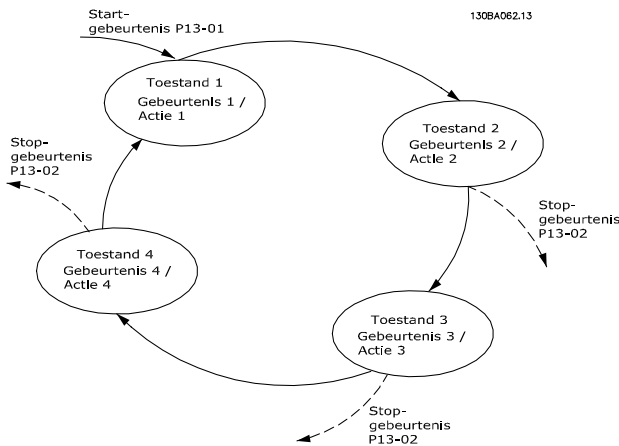 Start-
gebeurtenis P13-01
130BA062.13
Toestand 1
Gebeurtenis 1 /
Actie 1
Toestand 2
Gebeurtenis 2 /
Actie 2
Stop-
gebeurtenis
P13-02
Stop-
gebeurtenis
P13-02
Toestand 4
Gebeurtenis 4 /
Actie 4
Toestand 3
Gebeurtenis 3 /
Actie 3
Stop-
gebeurtenis
P13-02